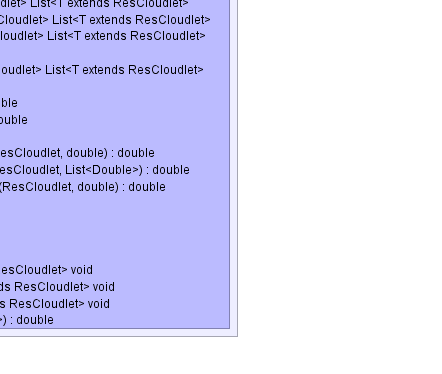 dlet> List<T extends ResCloudlet>
Cloudlet> List<T extends ResCloudlet>
loudlet> List<T extends ResCloudlet>
oudlet> List<T extends ResCloudlet>
ble
ouble
esCloudlet, double) : double
esCloudlet, List<Double>) : double
(ResCloudlet, double) : double
esCloudlet> void
ds ResCloudlet> void
s ResCloudlet> void
>) : double